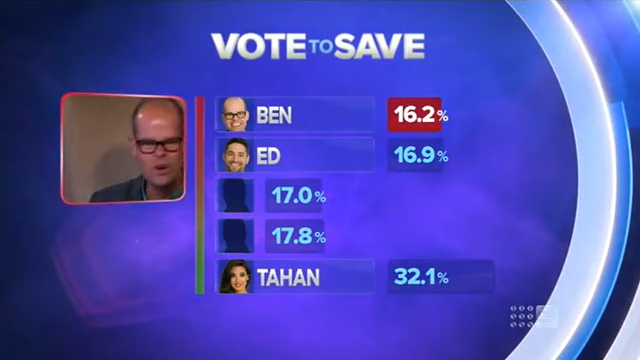 VOTE TO SAVE
BEN 16.2%
ED 16.9%
17.0%
17.8%
TAHAN 32.1%